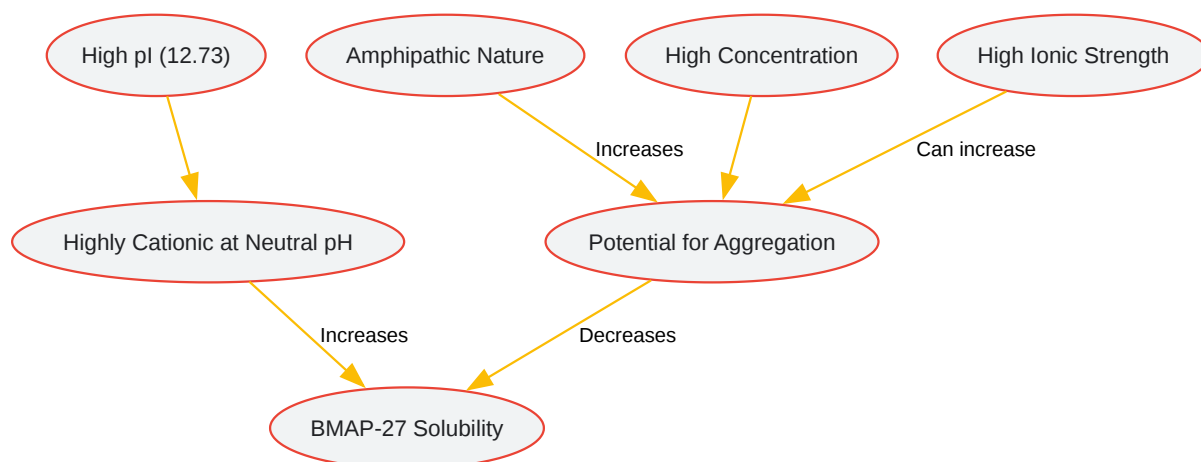 High pI (12.73)
Amphipathic Nature
High Concentration
High Ionic Strength
Increases
Can increase
Highly Cationic at Neutral pH
Potential for Aggregation
Increases
Decreases
BMAP-27 Solubility